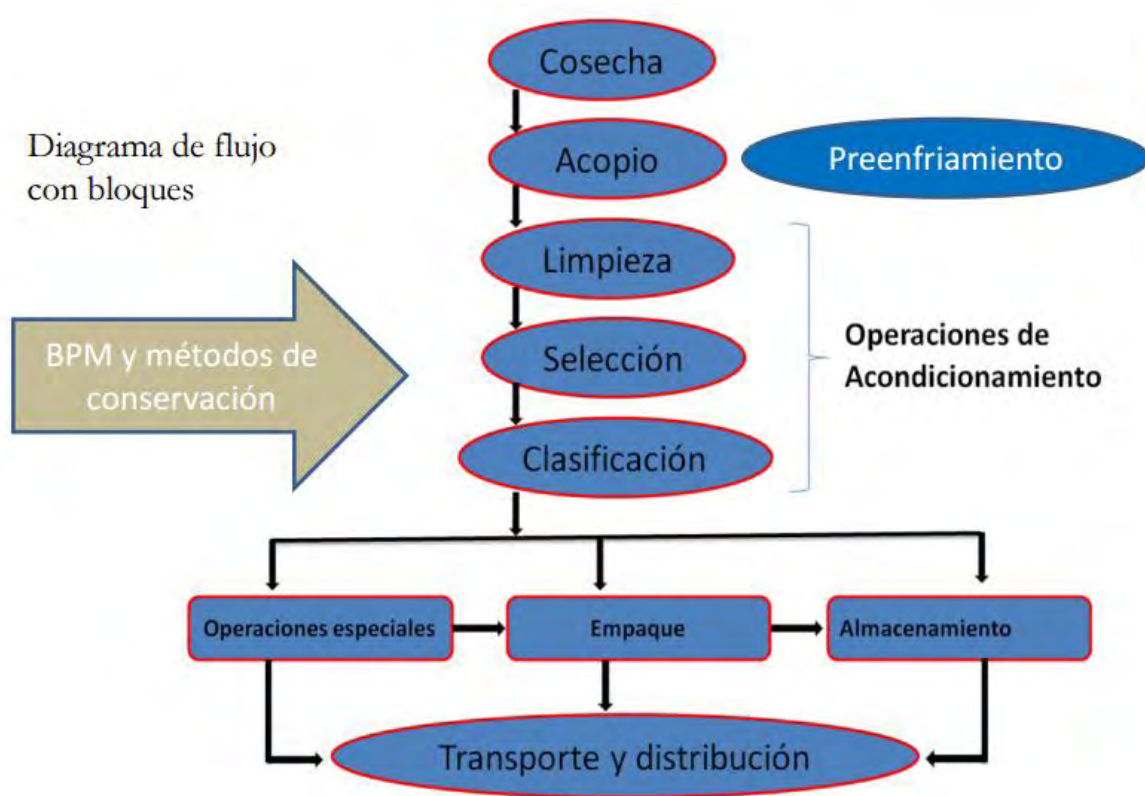 Cosecha
Diagrama de flujo
con bloques
Acopio
Preenfriamiento
Limpieza
BPM y métodos de
conservación
Selección
Operaciones de
Acondicionamiento
Clasificación
Operaciones especiales
Empaque
Almacenamiento
Transporte y distribución